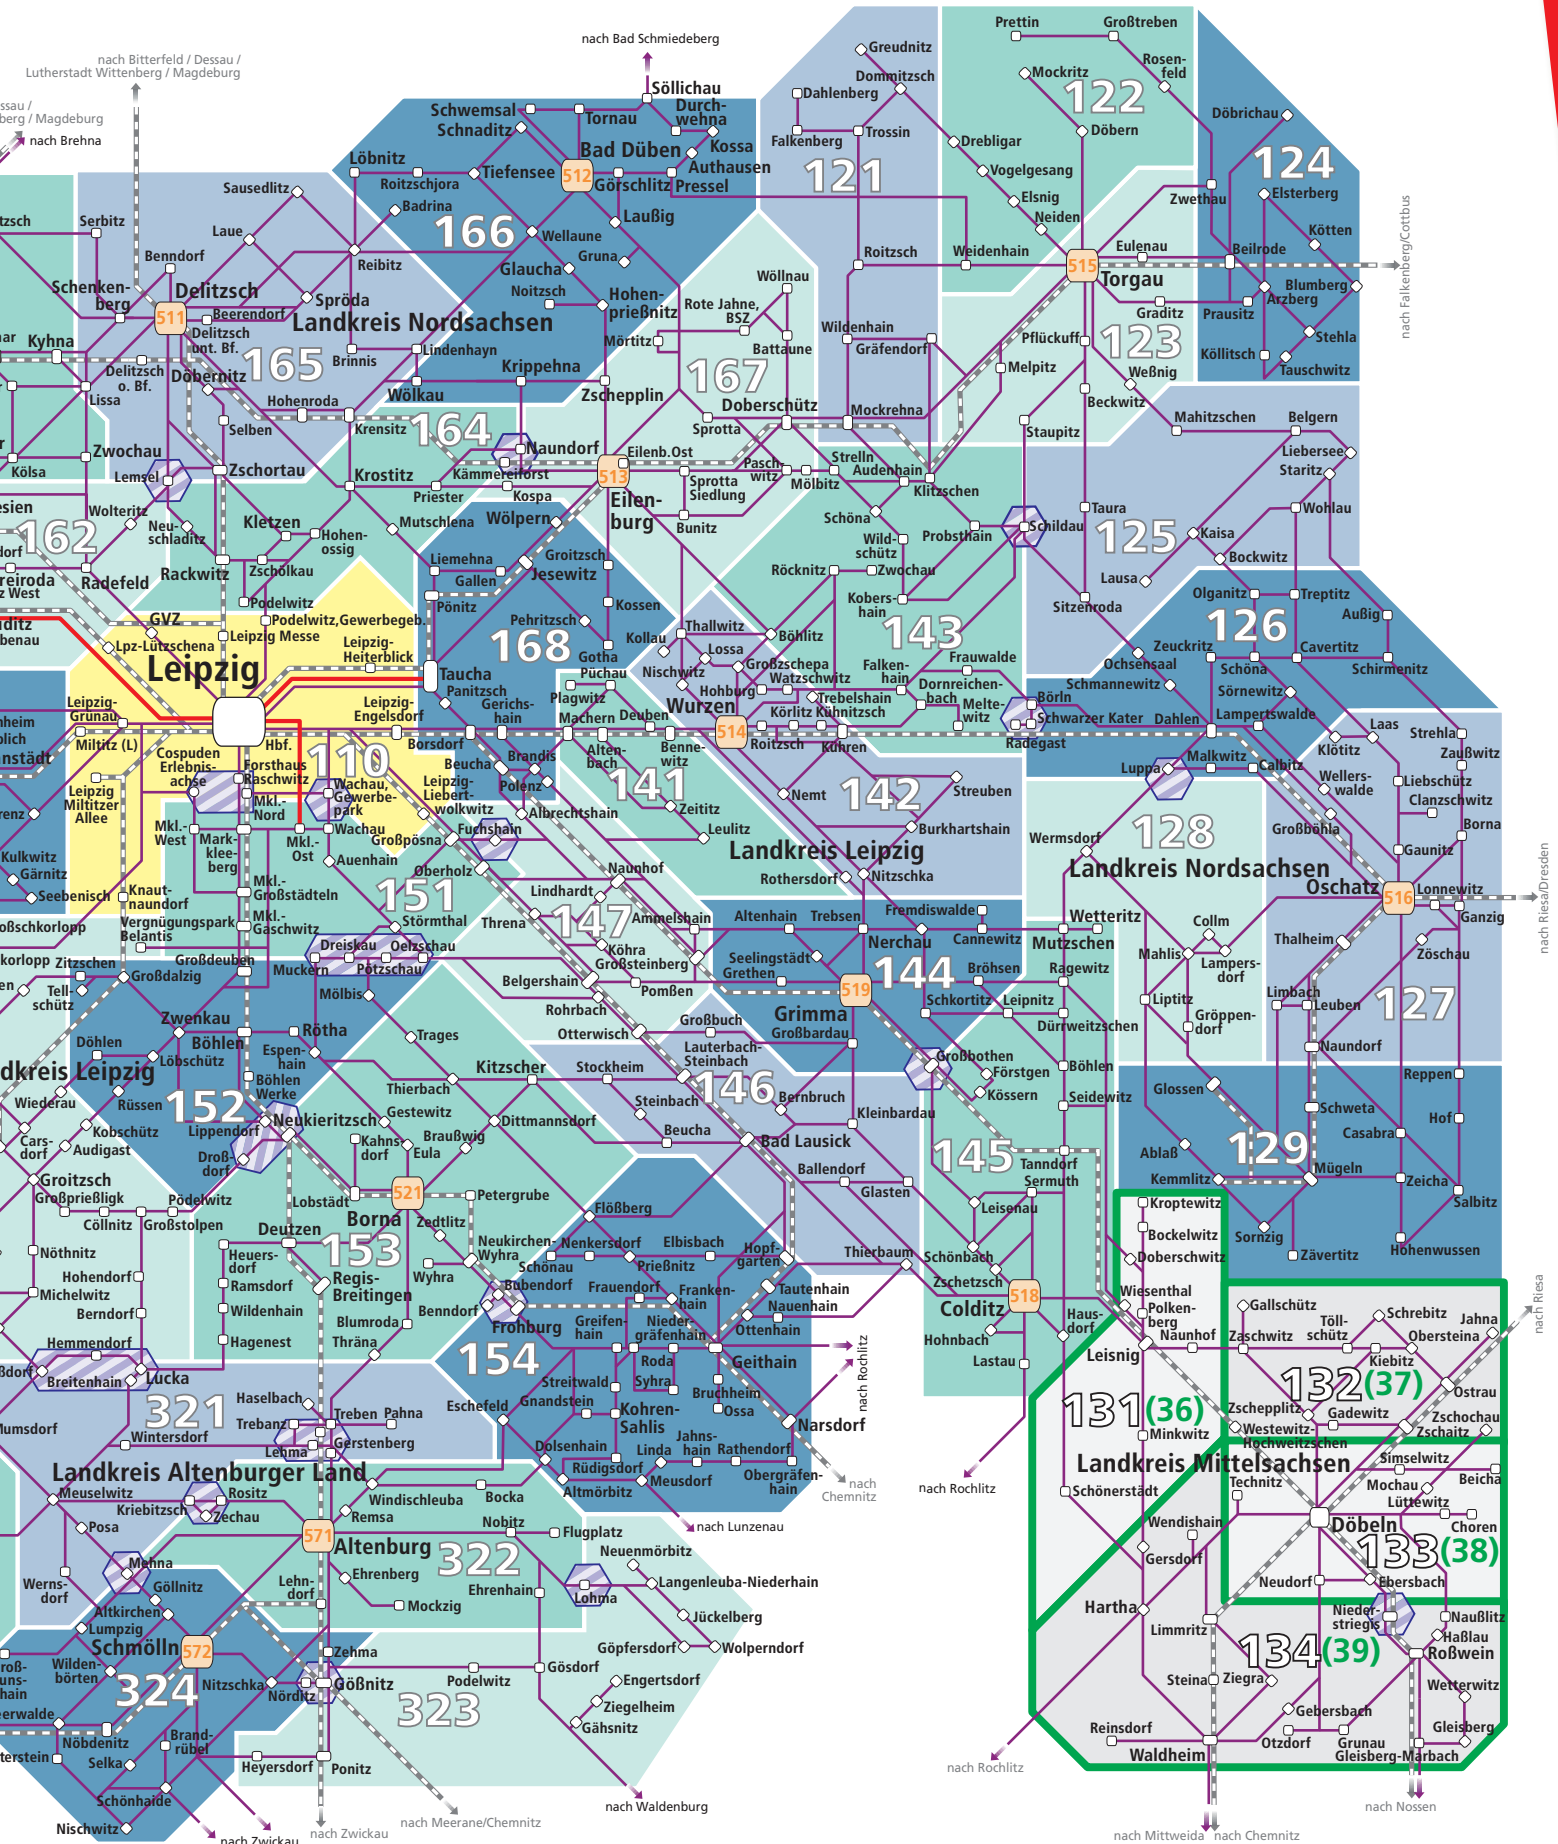 nach Bad Schmiedeberg
nach Bitterfeld / Dessau /
Lutherstadt Wittenberg / Magdeburg
ssau /
berg / Magdeburg
nach Brehna
Prettin
Großtreben
Greudnitz
Dommitzsch
Mockritz
Rosen-
feld
122
Döbern
Döbrichau
124
Söllichau
Schwemsal
Tornau
Durch-
wehna
Schnaditz
Kossa
Bad Düben
512
Authausen
Görschlitz
Pressel
Dahlenberg
Falkenberg
Trossin
121
Drebligar
Vogelgesang
Elsnig
Neiden
Zwethau
Elsterberg
Kötten
Löbnitz
Roitzschjora
Tiefensee
Badrina
166
Laußig
Wellaune
Gruna
Glaucha
Noitzsch
Hohen-
prießnitz
Sausedlitz
Laue
Reibitz
Serbitz
tzsch
Benndorf
Schenken-
berg
Delitzsch
511
Beerendorf
Spröda
Landkreis Nordsachsen
Delitzsch
unt. Bf.
165
Brinnis
Lindenhayn
Krippehna
Wölkau
Zschepplin
Kyhna
Delitzsch
o. Bf.
Döbernitz
Lissa
Hohenroda
Selben
Krensitz
164
Roitzsch
Weidenhain
515
Torgau
Eulenau
Beilrode
Blumberg
Arzberg
Graditz
Prausitz
Stehla
Köllitsch
Tauschwitz
nach Falkenberg/Cottbus
Wöllnau
Rote Jahne,
BSZ
Mörtitz
Battaune
167
Wildenhain
Gräfendorf
Pflückuff
123
Melpitz
Weßnig
Beckwitz
Doberschütz
Mockrehna
Sprotta
Staupitz
Mahitzschen
Belgern
Liebersee
Staritz
Naundorf
Kämmereiforst
Eilenb.Ost
513
Eilen-
burg
Sprotta
Siedlung
Pasch-
witz
Mölbitz
Strelln
Audenhain
Klitzschen
Bunitz
Schöna
Probsthain
Schildau
Taura
125
Wohlau
Kaisa
Bockwitz
Lausa
Sitzenroda
Zwochau
Kölsa
Lemsel
Zschortau
Krostitz
Priester
Kospa
Mutschlena
Wölpern
Wolteritz
162
Neu-
schladitz
Kletzen
Hohen-
ossig
Rackwitz
Zschölkau
Radefeld
Podelwitz
esien
dorf
reiroda
z West
Liemehna
Gallen
Groitzsch
Jesewitz
Pönitz
Kossen
Pehritzsch
168
Gotha
Kollau
Wild-
schütz
Röcknitz
Zwochau
Kobers-
hain
143
Thallwitz
Böhlitz
Lossa
Nischwitz
Großzschepa
Watzschwitz
Hohburg
Falken-
hain
Frauwalde
Dornreichen-
bach
Melte-
witz
Trebelshain
Kühnitzsch
Körlitz
Olganitz
Treptitz
Außig
126
Zeuckritz
Ochsensaal
Schöna
Cavertitz
Schirmenitz
Schmannewitz
Sörnewitz
Börln
Schwarzer Kater
Radegast
Dahlen
Lampertswalde
GVZ
Podelwitz,Gewerbegeb.
Leipzig Messe
Lpz-Lützschena
Leipzig
Leipzig-
Heiterblick
Taucha
Panitzsch
Gerichs-
hain
Püchau
Plagwitz
Machern
Deuben
Wurzen
514
Roitzsch
Kühren
Benne-
witz
Alten-
bach
141
Borsdorf
Leipzig-
Engelsdorf
Hbf.
110
Leipzig-
Grünau
Miltitz (L)
Cospuden
Erlebnis-
achse
Forsthaus
Raschwitz
Mkl.-
Nord
Wachau,
Gewerbe-
park
Leipzig-
Liebert-
wolkwitz
Beucha
Brandis
Polenz
Leipzig
Miltitzer
Allee
Mkl.-
West
Mark-
klee-
berg
Mkl.-
Ost
Wachau
Auenhain
Großpösna
Fuchshain
Albrechtshain
Zeititz
Leulitz
Nemt
142
Streuben
Burkhartshain
Landkreis Leipzig
Rothersdorf
Nitzschka
Luppa
Malkwitz
Calbitz
Klötitz
Laas
Strehla
Zaußwitz
Wellers-
walde
Liebschütz
Clanzschwitz
Wermsdorf
128
Großböhla
Borna
Gaunitz
Landkreis Nordsachsen
Oschatz
516
Lonnewitz
Ganzig
nach Riesa/Dresden
Kulkwitz
Gärnitz
Seebenisch
Knaut-
naundorf
Mkl.-
Großstädteln
Mkl.-
Gaschwitz
151
Oberholz
Störmthal
Vergnügungspark
Belantis
Großdeuben
Naunhof
Lindhardt
147
Threna
Ammelshain
Köhra
Großsteinberg
Pomßen
Belgershain
Rohrbach
Altenhain
Trebsen
Fremdiswalde
Cannewitz
Nerchau
Seelingstädt
Grethen
144
519
Grimma
Bröhsen
Schkortitz
Leipnitz
Wetteritz
Mutzschen
Ragewitz
Dürrweitzschen
Böhlen
Mahlis
Collm
Lampers-
dorf
Thalheim
Zöschau
Liptitz
Limbach
Leuben
127
Gröppen-
dorf
Naundorf
Zitzschen
Großdalzig
Tell-
schütz
Muckern
Dreiskau
Oelzschau
Pötzschau
Mölbis
Zwenkau
Böhlen
Rötha
Espen-
hain
Trages
Döhlen
Löbschütz
dkreis Leipzig
Rüssen
152
Böhlen
Werke
Wiederau
Kobschütz
Audigast
Cars-
dorf
Lippendorf
Neukieritzsch
Droß-
dorf
Otterwisch
Großbuch
Lauterbach-
Steinbach
Großbardau
Großbothen
Förstgen
Kössern
Seidewitz
Kitzscher
Stockheim
Thierbach
146
Steinbach
Bernbruch
Kleinbardau
Beucha
Bad Lausick
Gestewitz
Dittmannsdorf
Kahns-
dorf
Braußwig
Eula
145
Tanndorf
Sermuth
Ballendorf
Glasten
Leisenau
Glossen
Reppen
Schweta
Hof
Casabra
Ablaß
129
Kemmlitz
Mügeln
Zeicha
Salbitz
Sornzig
Zävertitz
Hohenwussen
Groitzsch
Großprießligk
Pödelwitz
Cöllnitz
Großstolpen
Lobstädt
521
Borna
Petergrube
Zedtlitz
Deutzen
153
Nöthnitz
Heuers-
dorf
Hohendorf
Michelwitz
Ramsdorf
Regis-
Breitingen
Wyhra
Neukirchen-
Wyhra
Berndorf
Wildenhain
Blumroda
Benndorf
Bubendorf
Frohburg
Hemmendorf
Hagenest
Thräna
Breitenhain
Lucka
Flößberg
Elbisbach
Hopf-
garten
Nenkersdorf
Schönau
Prießnitz
Frauendorf
Franken-
hain
Tautenhain
Nauenhain
Ottenhain
Greifen-
hain
Nieder-
gräfenhain
154
Roda
Geithain
Syhra
Streitwald
Bruchheim
Ossa
Gnandstein
Kohren-
Sahlis
Eschefeld
Narsdorf
Dolsenhain
Linda
Jahns-
hain
Rathendorf
Rüdigsdorf
Meusdorf
Altmörbitz
Obergräfen-
hain
Thierbaum
nach Rochlitz
nach
Chemnitz
nach Lunzenau
Schönbach
Zschetzsch
Colditz
518
Hohnbach
Lastau
Haus-
dorf
nach Rochlitz
Kroptewitz
Bockelwitz
Doberschwitz
Wiesenthal
Polken-
berg
Leisnig
Naunhof
Zaschwitz
Gallschütz
Töll-
schütz
Schrebitz
Obersteina
Jahna
Kiebitz
nach Riesa
131(36)
132(37)
Ostrau
Zschepplitz
Westewitz-
Hochweitzschen
Gadewitz
Zschochau
Zschaitz
Minkwitz
Landkreis Mittelsachsen
Simselwitz
Beicha
Technitz
Mochau
Lüttewitz
Schönerstädt
Döbeln
Choren
133(38)
Wendishain
Gersdorf
Neudorf
Ebersbach
Hartha
Limmritz
Nieder-
striegis
Naußlitz
Haßlau
Roßwein
134(39)
Steina
Ziegra
Wetterwitz
Gebersbach
Gleisberg
Reinsdorf
Otzdorf
Grunau
Gleisberg-Marbach
Waldheim
nach Rochlitz
nach Nossen
nach Mittweida
nach Chemnitz
321
Haselbach
Treben
Pahna
Trebanz
Wintersdorf
Lehma
Gerstenberg
Mumsdorf
Landkreis Altenburger Land
Meuselwitz
Kriebitzsch
Rositz
Zechau
Windischleuba
Remsa
Bocka
Posa
571
Altenburg
322
Nobitz
Flugplatz
Mehna
Ehrenberg
Mockzig
Ehrenhain
Lehn-
dorf
Neuenmörbitz
Langenleuba-Niederhain
Lohma
Jückelberg
Göpfersdorf
Wolperndorf
Werns-
dorf
Göllnitz
Altkirchen
Lumpzig
Schmölln
572
Wilden-
börten
324
Nitzschka
Nörditz
Zehma
Gößnitz
Podelwitz
Gösdorf
Engertsdorf
323
Ziegelheim
Gähsnitz
Nöbdenitz
Brand-
rübel
Selka
Heyersdorf
Ponitz
Schönhaide
Nischwitz
nach Zwickau
nach Zwickau
nach Meerane/Chemnitz
nach Waldenburg